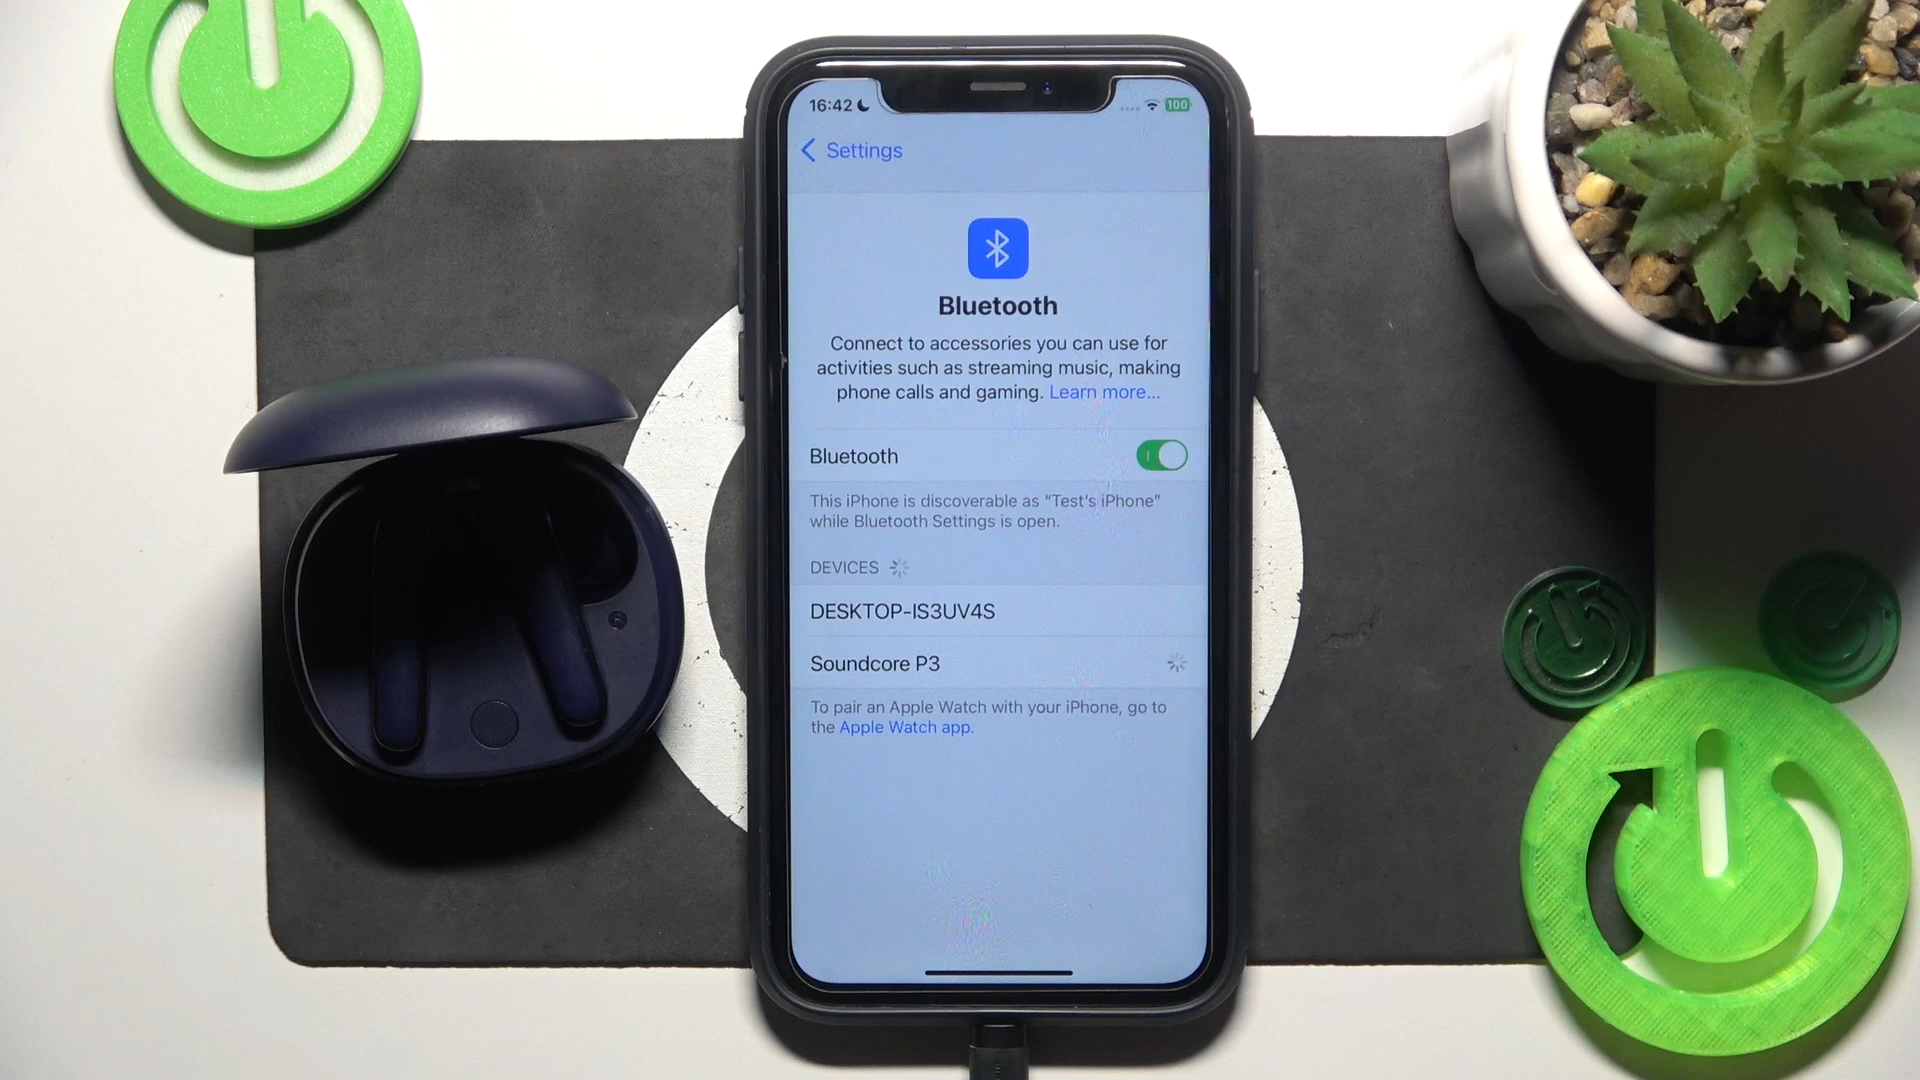 16:42
100
Settings
Bluetooth
Connect to accessories you can use for
activities such as streaming music, making
phone calls and gaming. Learn more...
Bluetooth
This iPhone is discoverable as “Test’s iPhone”
while Bluetooth Settings is open.
DEVICES
DESKTOP-IS3UV4S
Soundcore P3
To pair an Apple Watch with your iPhone, go to
the Apple Watch app.